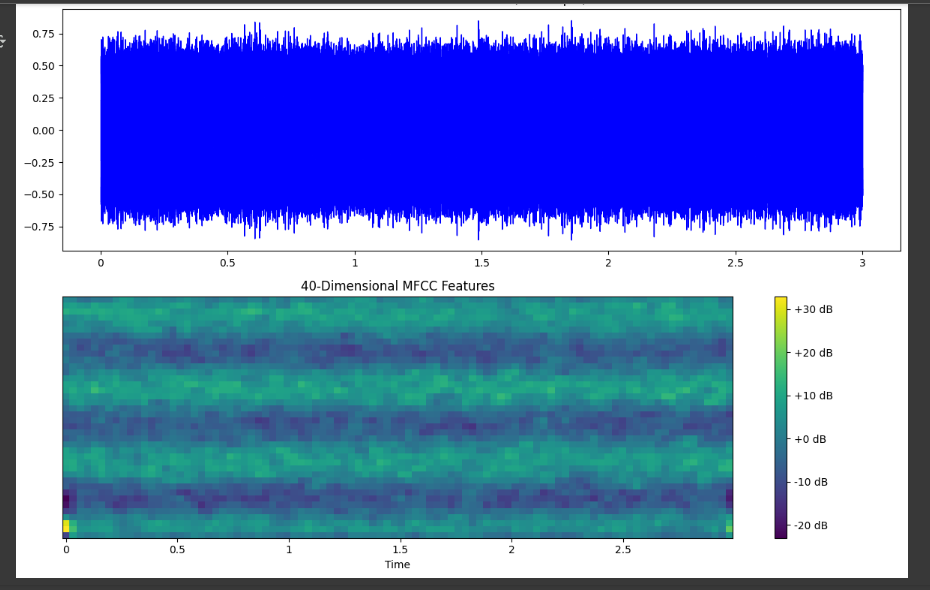 0.75
0.50
0.25
0.00
−0.25
−0.50
−0.75
0 0.5 1 1.5 2 2.5 3
40-Dimensional MFCC Features
+30 dB
+20 dB
+10 dB
+0 dB
-10 dB
-20 dB
0 0.5 1 1.5 2 2.5
Time